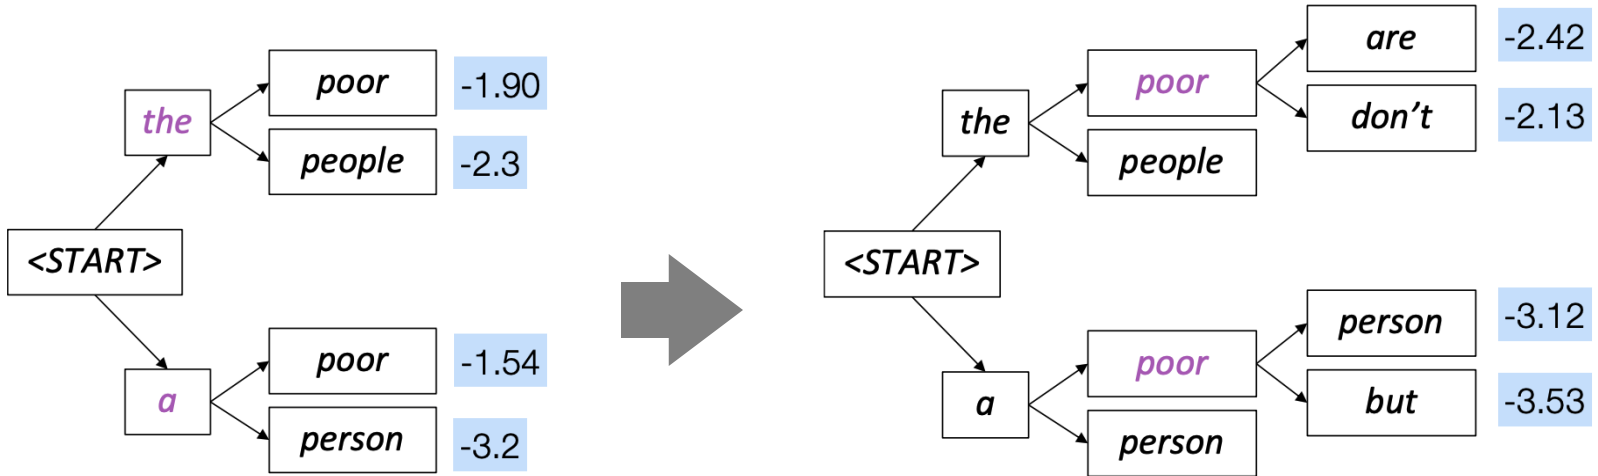 poor -1.90
the
people -2.3
<START>
poor -1.54
a
person -3.2
are -2.42
poor
don't -2.13
the
people
<START>
person -3.12
poor
but -3.53
a
person